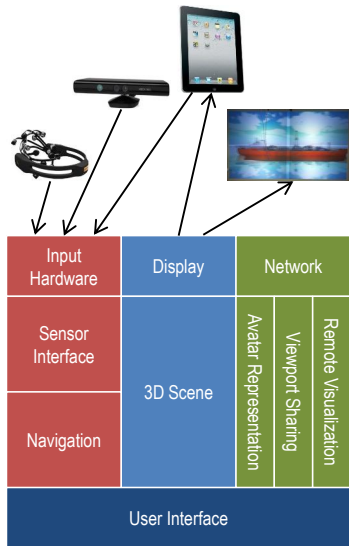 Input
Hardware
Display
Network
Sensor
Interface
Navigation
3D Scene
Avatar Representation
Viewport Sharing
Remote Visualization
User Interface